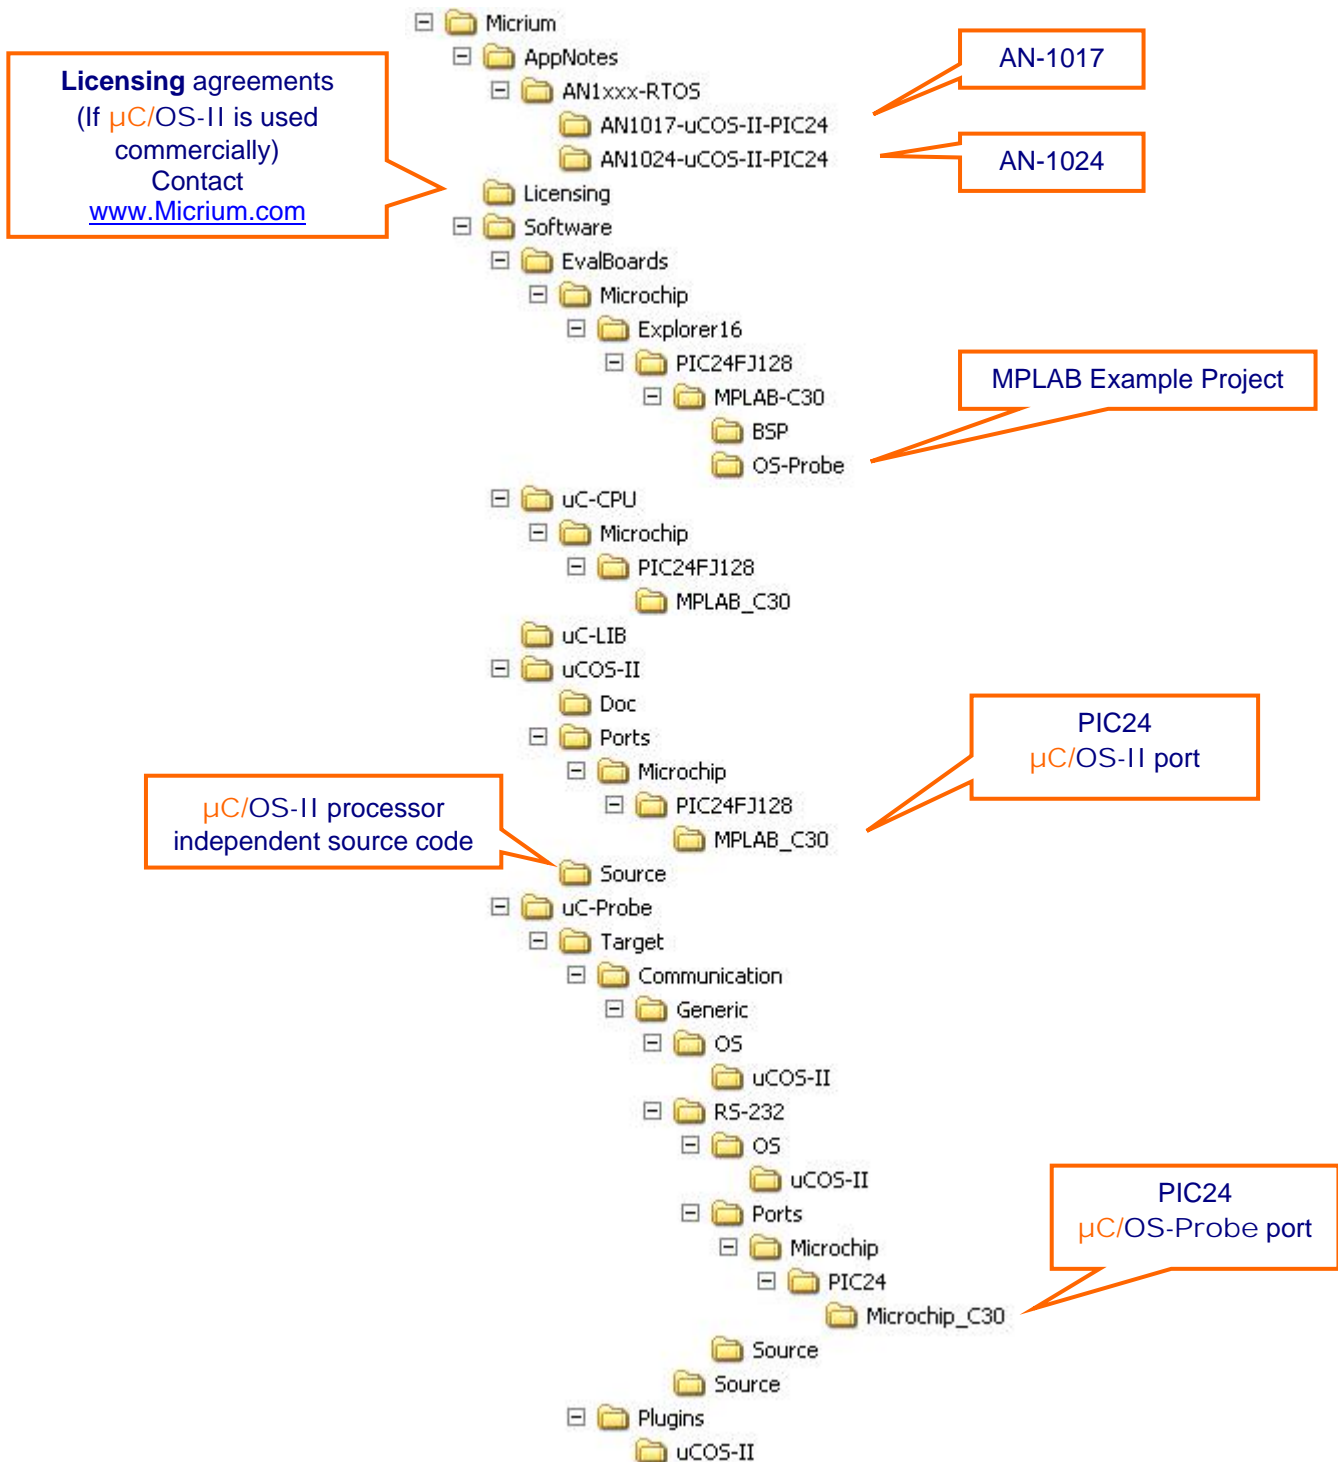 Micrium
AppNotes
AN1xxx-RTOS
AN1017-uCOS-II-PIC24
AN1024-uCOS-II-PIC24
Licensing
Software
EvalBoards
Microchip
Explorer16
PIC24FJ128
MPLAB-C30
BSP
OS-Probe
uC-CPU
Microchip
PIC24FJ128
MPLAB_C30
uC-LIB
uCOS-II
Doc
Ports
Microchip
PIC24FJ128
MPLAB_C30
Source
uC-Probe
Target
Communication
Generic
OS
uCOS-II
RS-232
OS
uCOS-II
Ports
Microchip
PIC24
Microchip_C30
Source
Source
Plugins
uCOS-II
Licensing agreements
(If µC/OS-II is used
commercially)
Contact
www.Micrium.com
AN-1017
AN-1024
MPLAB Example Project
PIC24
µC/OS-II port
µC/OS-II processor
independent source code
PIC24
µC/OS-Probe port